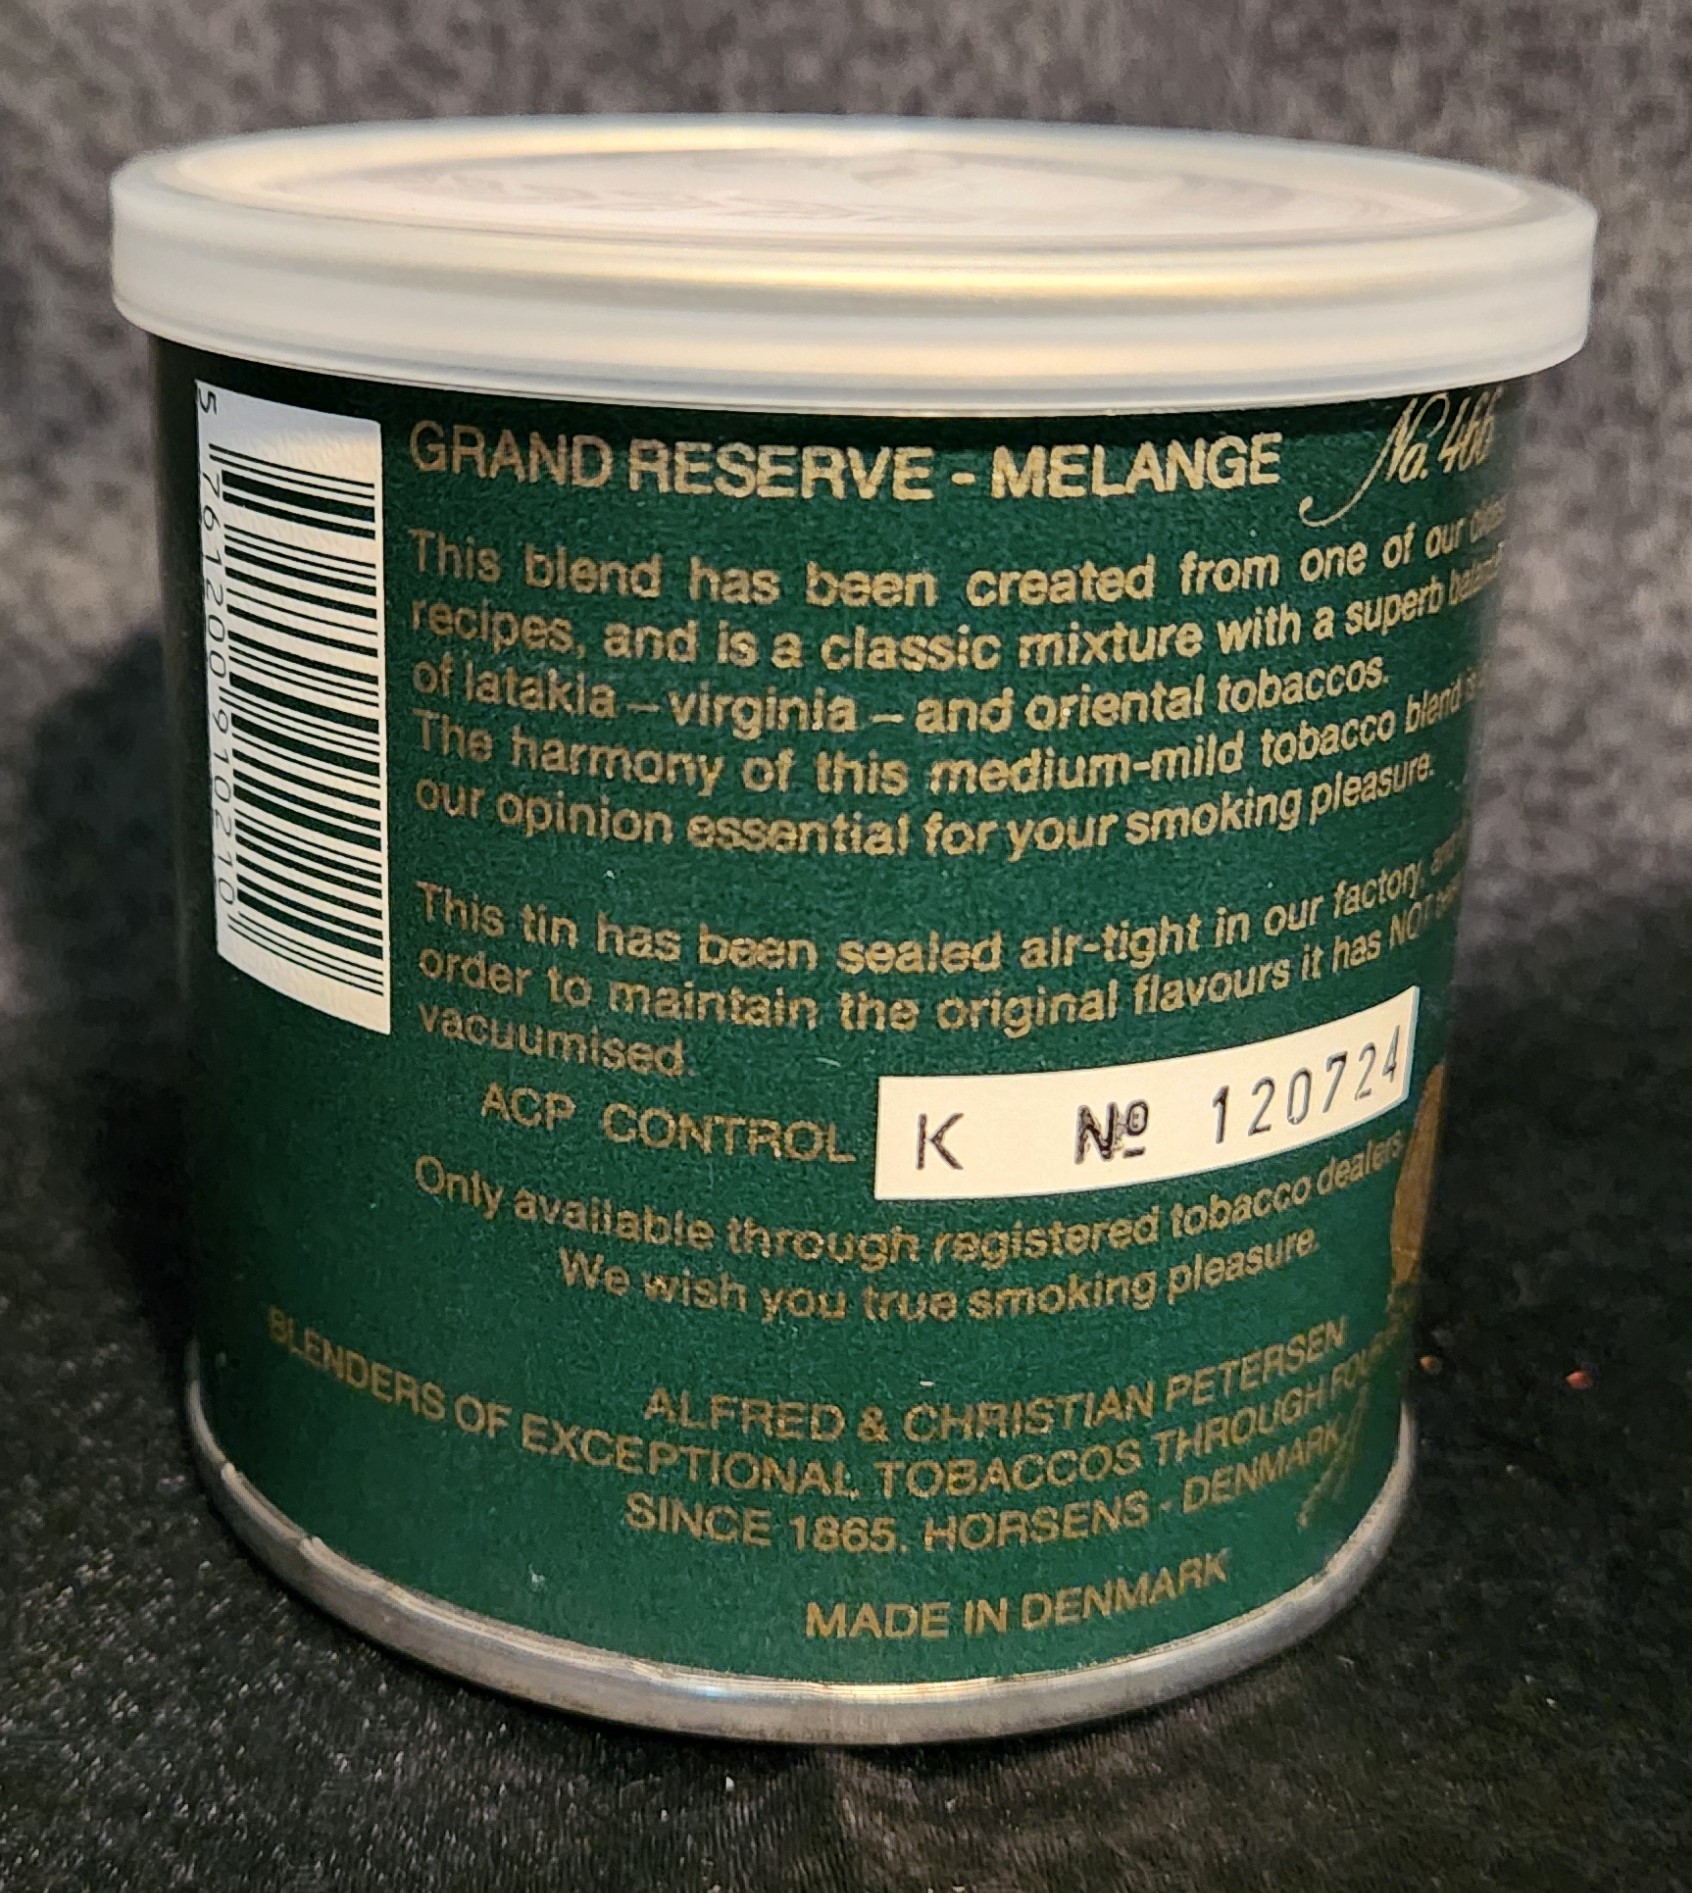 GRAND RESERVE - MELANGE
No. 466
This blend has been created from one of our
recipes, and is a classic mixture with a superb
of latakia – virginia – and oriental tobaccos.
The harmony of this medium-mild tobacco blend
our opinion essential for your smoking pleasure.
This tin has been sealed air-tight in our factory,
order to maintain the original flavours it has NOT
vacuumised.
ACP CONTROL K Nº 120724
Only available through registered tobacco dealers
We wish you true smoking pleasure.
ALFRED & CHRISTIAN PETERSEN
BLENDERS OF EXCEPTIONAL TOBACCOS THROUGH
SINCE 1865. HORSENS - DENMARK
MADE IN DENMARK
5 761200 910210